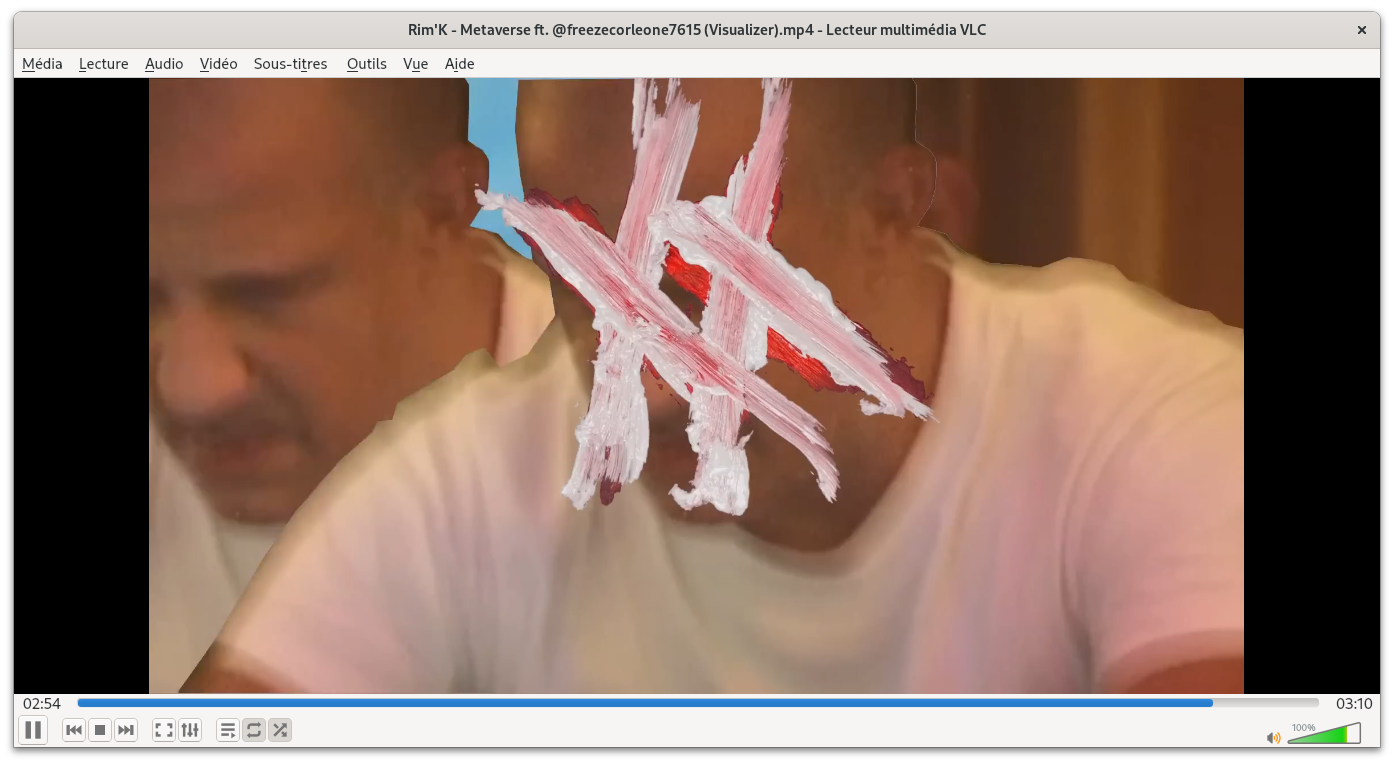 Rim'K - Metaverse ft. @freezecorleone7615 (Visualizer).mp4 - Lecteur multimédia VLC
Média Lecture Audio Vidéo Sous-titres Outils Vue Aide
02:54 03:10
100%